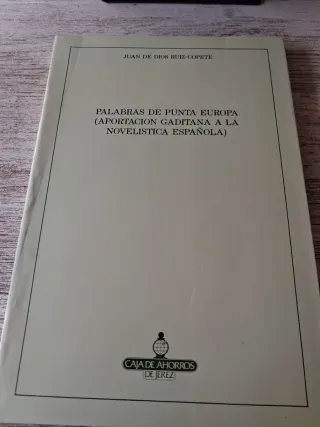 JUAN DE DIOS RUIZ-COPETE
PALABRAS DE PUNTA EUROPA
(APORTACION GADITANA A LA
NOVELISTICA ESPAÑOLA)
CAJA DE AHORROS
DE JEREZ